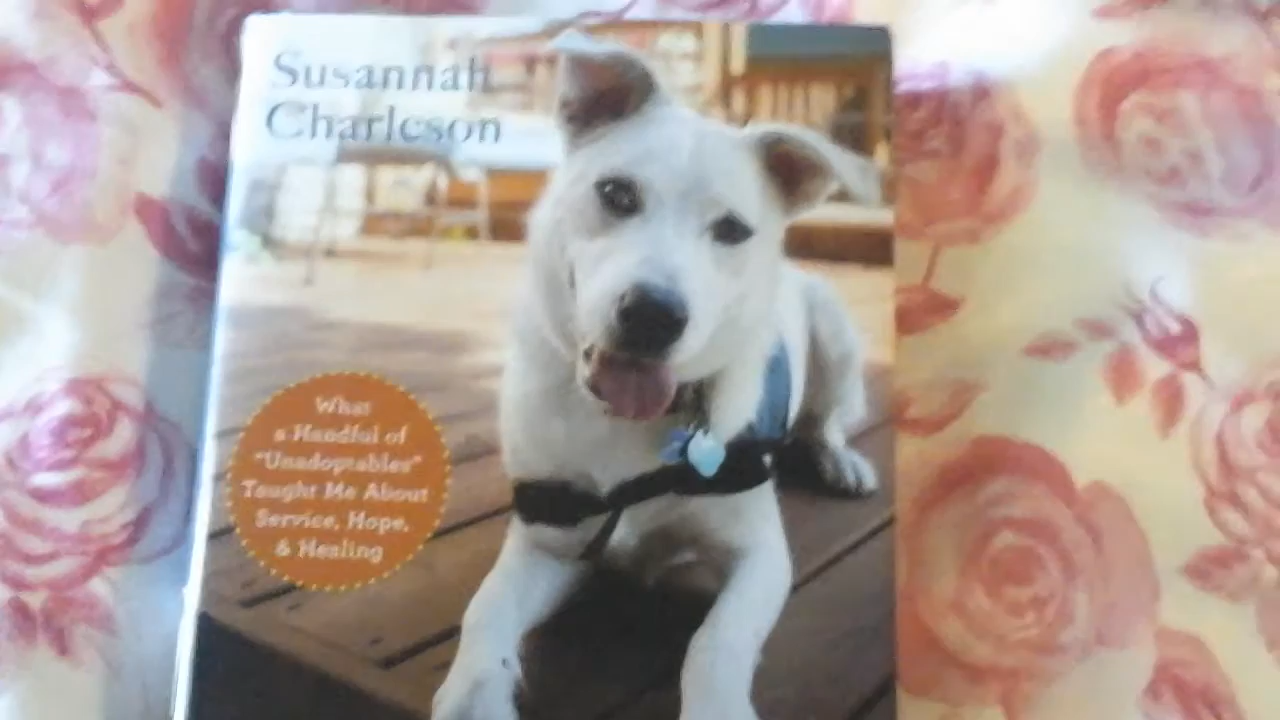 Susannah
Charleson
What
a Handful of
"Unadoptables"
Taught Me About
Service, Hope,
& Healing